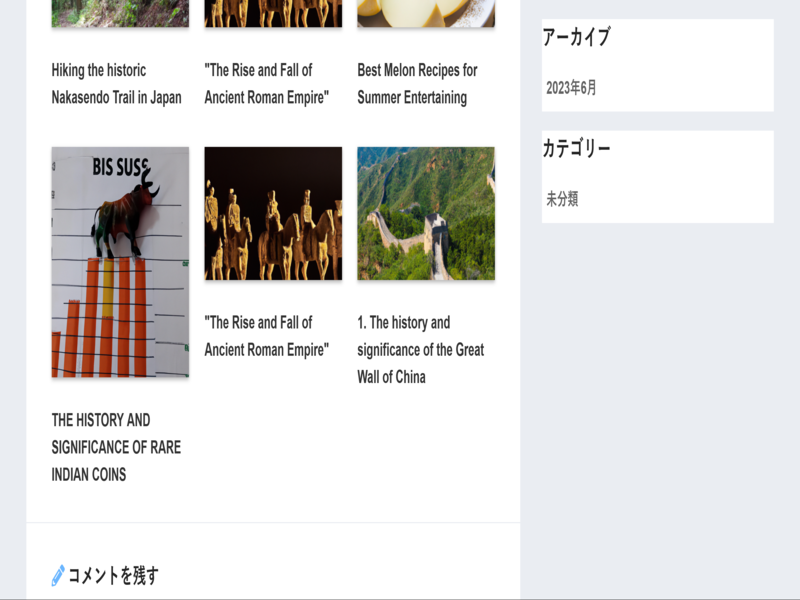 Hiking the historic
Nakasendo Trail in Japan
"The Rise and Fall of
Ancient Roman Empire"
Best Melon Recipes for
Summer Entertaining
BIS SUSS
THE HISTORY AND
SIGNIFICANCE OF RARE
INDIAN COINS
"The Rise and Fall of
Ancient Roman Empire"
1. The history and
significance of the Great
Wall of China
コメントを残す
アーカイブ
2023年6月
カテゴリー
未分類